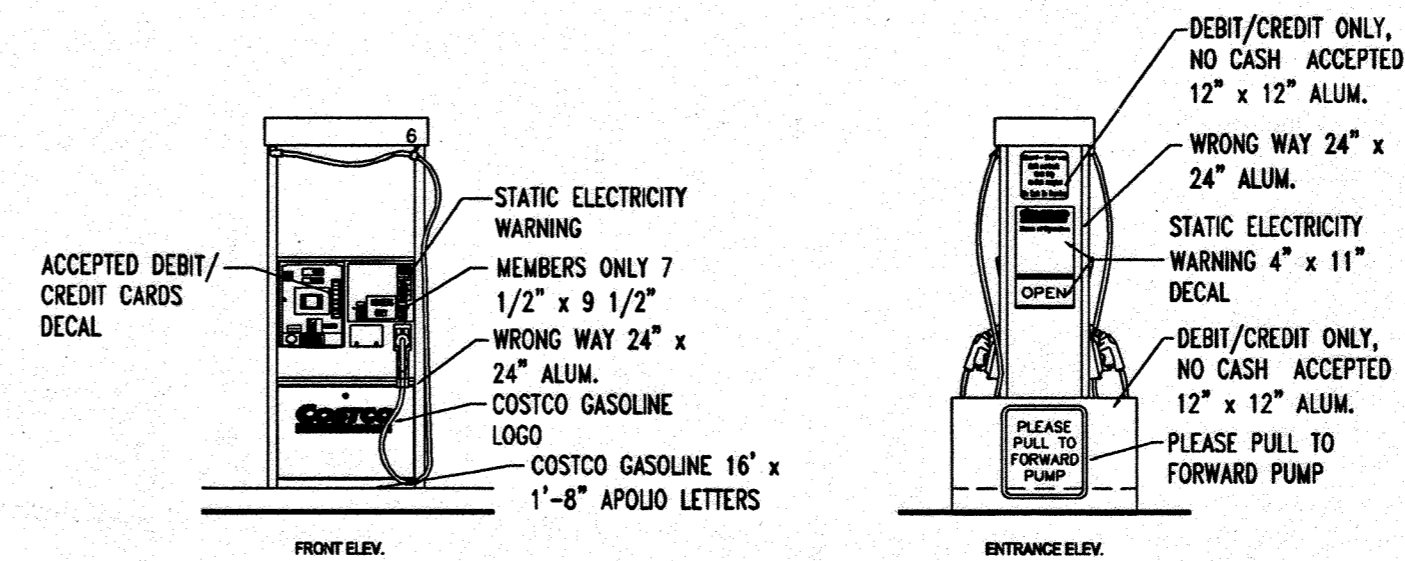 6
STATIC ELECTRICITY
WARNING
ACCEPTED DEBIT/
CREDIT CARDS
DECAL
MEMBERS ONLY 7
1/2" x 9 1/2"
WRONG WAY 24" x
24" ALUM.
COSTCO
COSTCO GASOLINE
LOGO
COSTCO GASOLINE 16' x
1'-8" APOLIO LETTERS
FRONT ELEV.
DEBIT/CREDIT ONLY,
NO CASH ACCEPTED
12" x 12" ALUM.
WRONG WAY 24" x
24" ALUM.
STATIC ELECTRICITY
WARNING 4" x 11"
DECAL
OPEN
DEBIT/CREDIT ONLY,
NO CASH ACCEPTED
12" x 12" ALUM.
PLEASE
PULL TO
FORWARD
PUMP
PLEASE PULL TO
FORWARD PUMP
ENTRANCE ELEV.